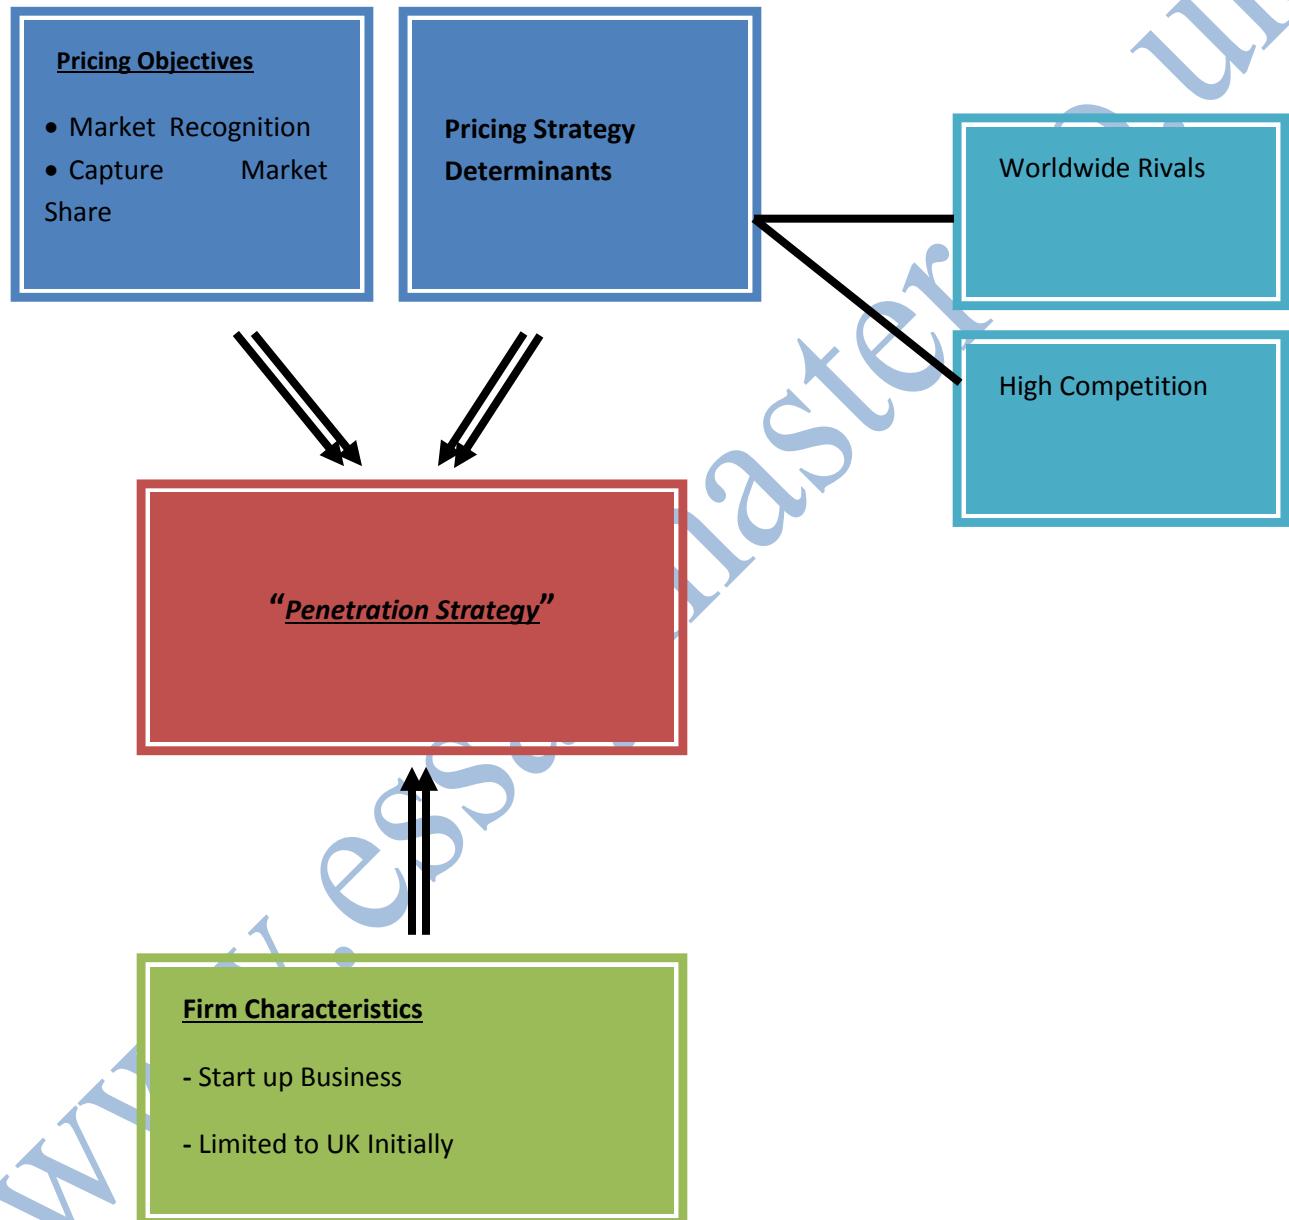 Pricing Objectives
• Market Recognition
• Capture Market
Share
Pricing Strategy
Determinants
Worldwide Rivals
High Competition
“Penetration Strategy”
Firm Characteristics
- Start up Business
- Limited to UK Initially